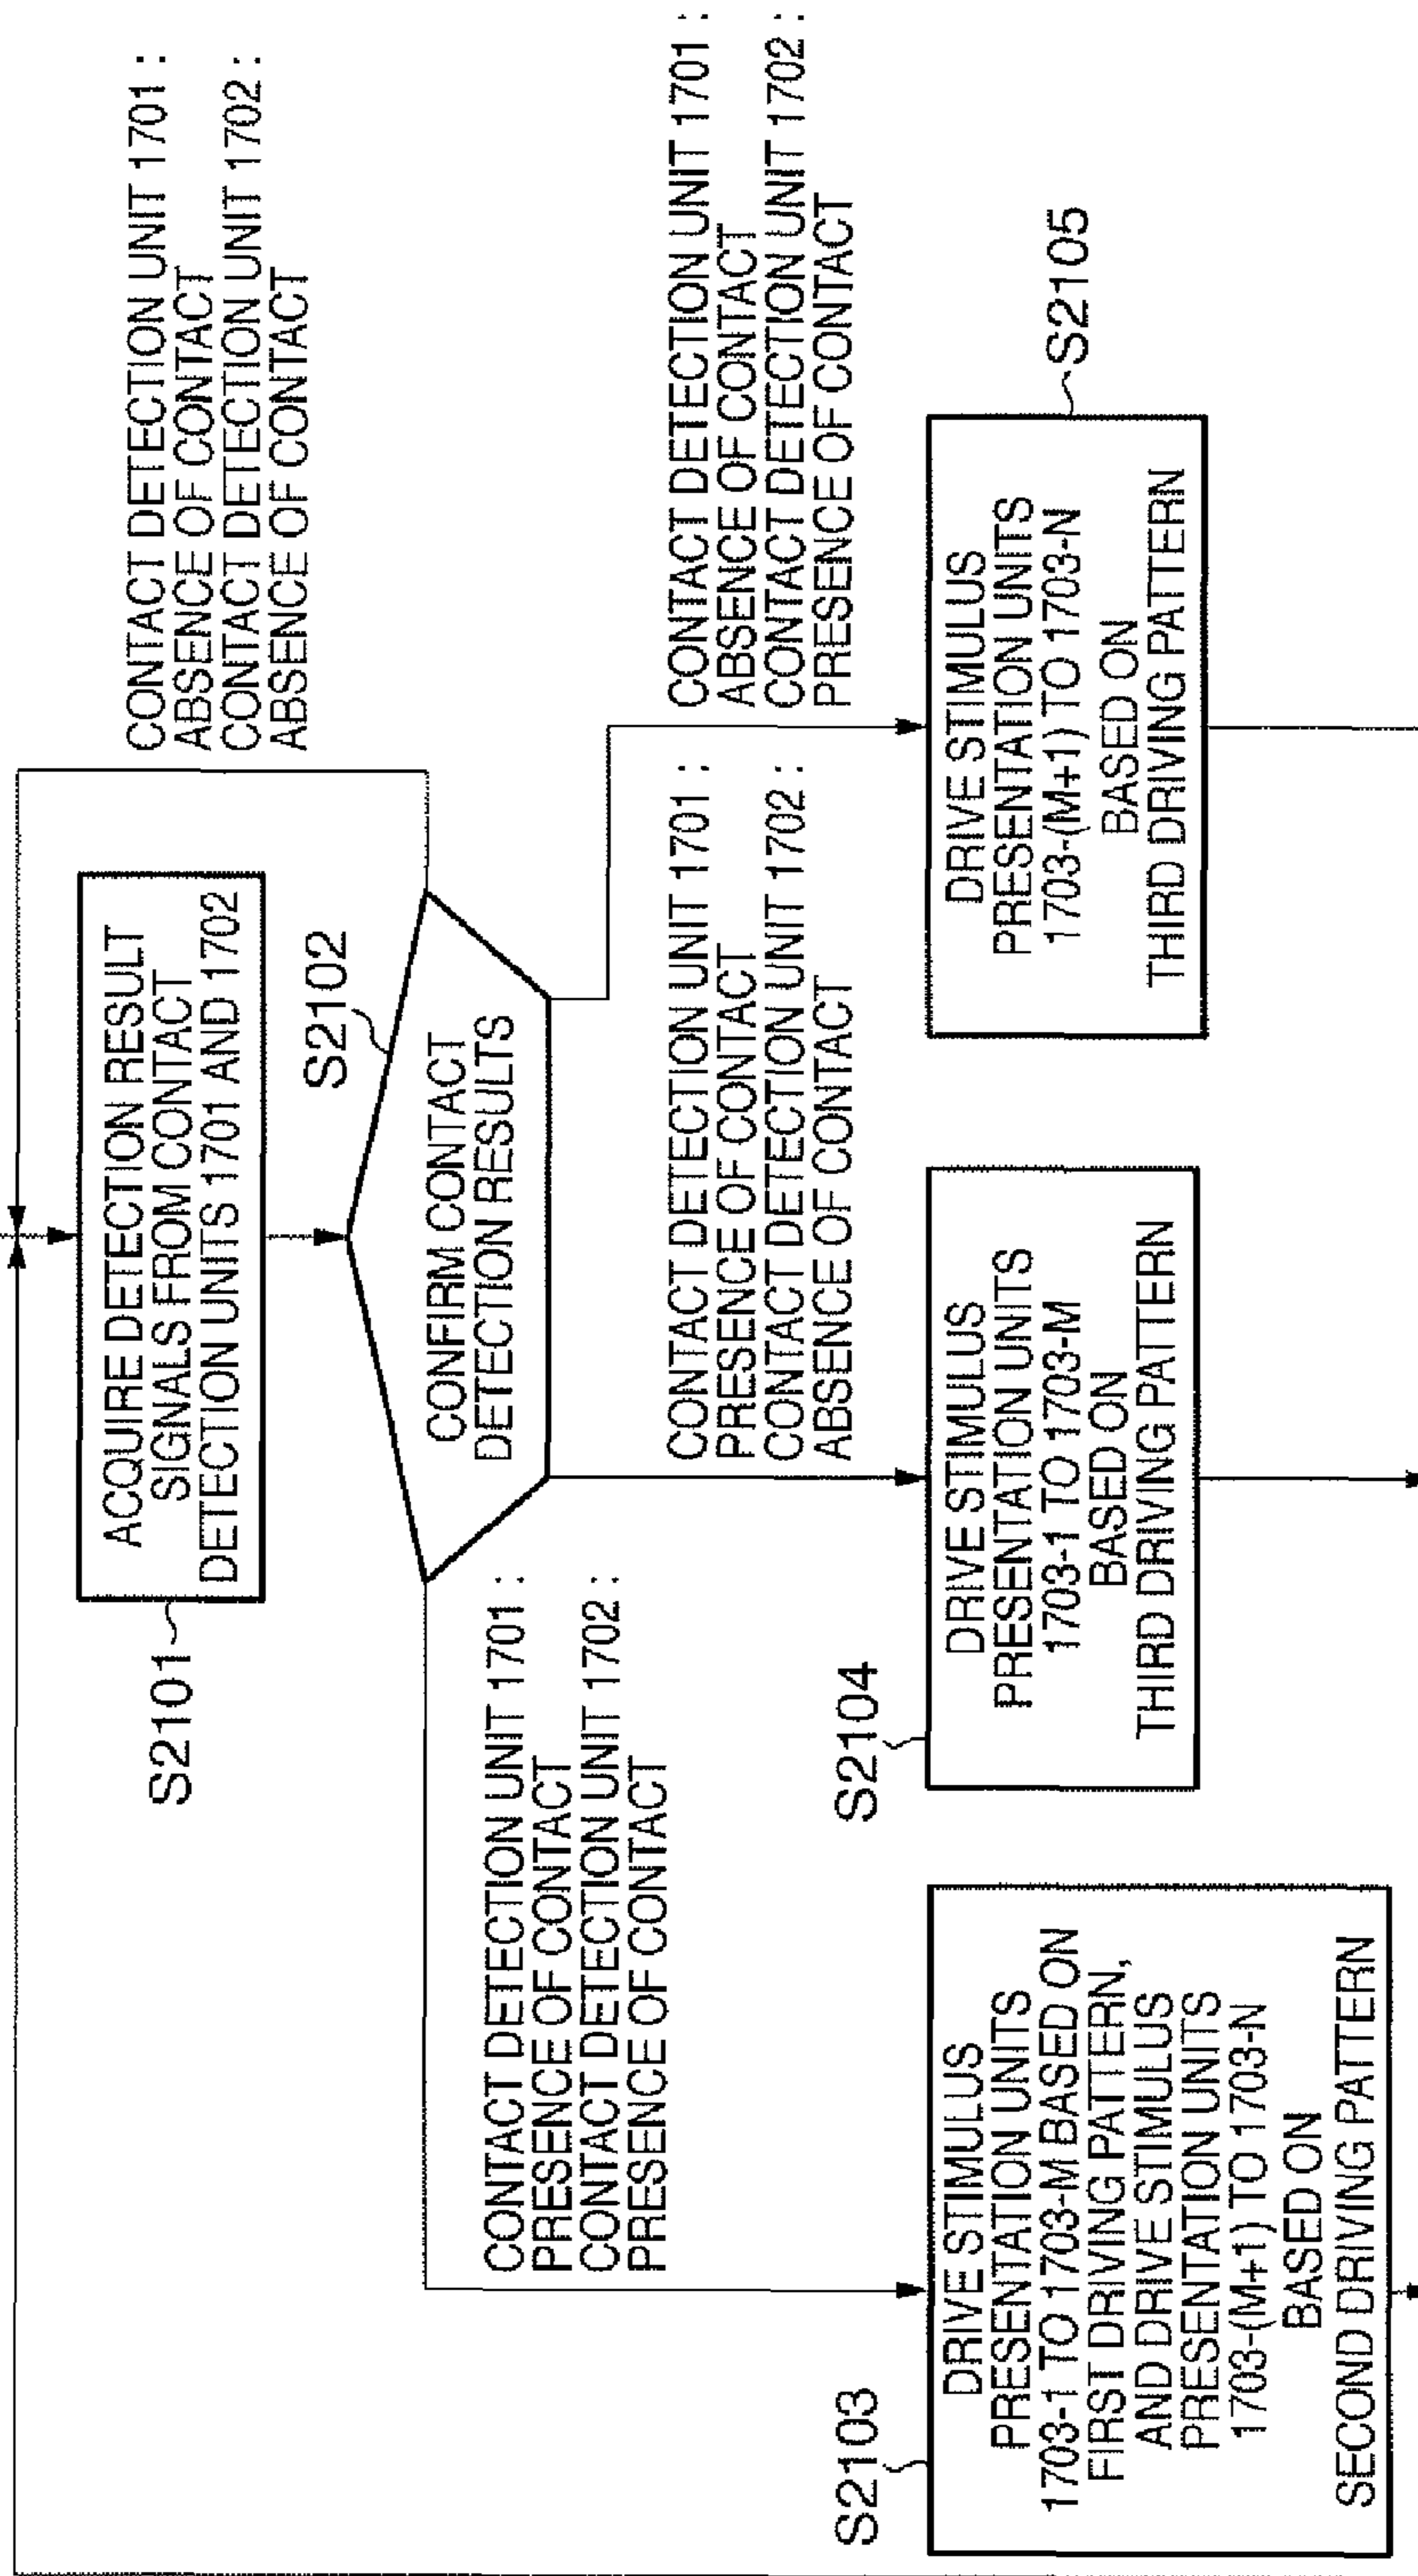 S2101
ACQUIRE DETECTION RESULT
SIGNALS FROM CONTACT
DETECTION UNITS 1701 AND 1702
S2102
CONFIRM CONTACT
DETECTION RESULTS
CONTACT DETECTION UNIT 1701 :
ABSENCE OF CONTACT
CONTACT DETECTION UNIT 1702 :
ABSENCE OF CONTACT
CONTACT DETECTION UNIT 1701 :
PRESENCE OF CONTACT
CONTACT DETECTION UNIT 1702 :
PRESENCE OF CONTACT
CONTACT DETECTION UNIT 1701 :
PRESENCE OF CONTACT
CONTACT DETECTION UNIT 1702 :
ABSENCE OF CONTACT
CONTACT DETECTION UNIT 1701 :
ABSENCE OF CONTACT
CONTACT DETECTION UNIT 1702 :
PRESENCE OF CONTACT
S2103
DRIVE STIMULUS
PRESENTATION UNITS
1703-1 TO 1703-M BASED ON
FIRST DRIVING PATTERN,
AND DRIVE STIMULUS
PRESENTATION UNITS
1703-(M+1) TO 1703-N
BASED ON
SECOND DRIVING PATTERN
S2104
DRIVE STIMULUS
PRESENTATION UNITS
1703-1 TO 1703-M
BASED ON
THIRD DRIVING PATTERN
S2105
DRIVE STIMULUS
PRESENTATION UNITS
1703-(M+1) TO 1703-N
BASED ON
THIRD DRIVING PATTERN